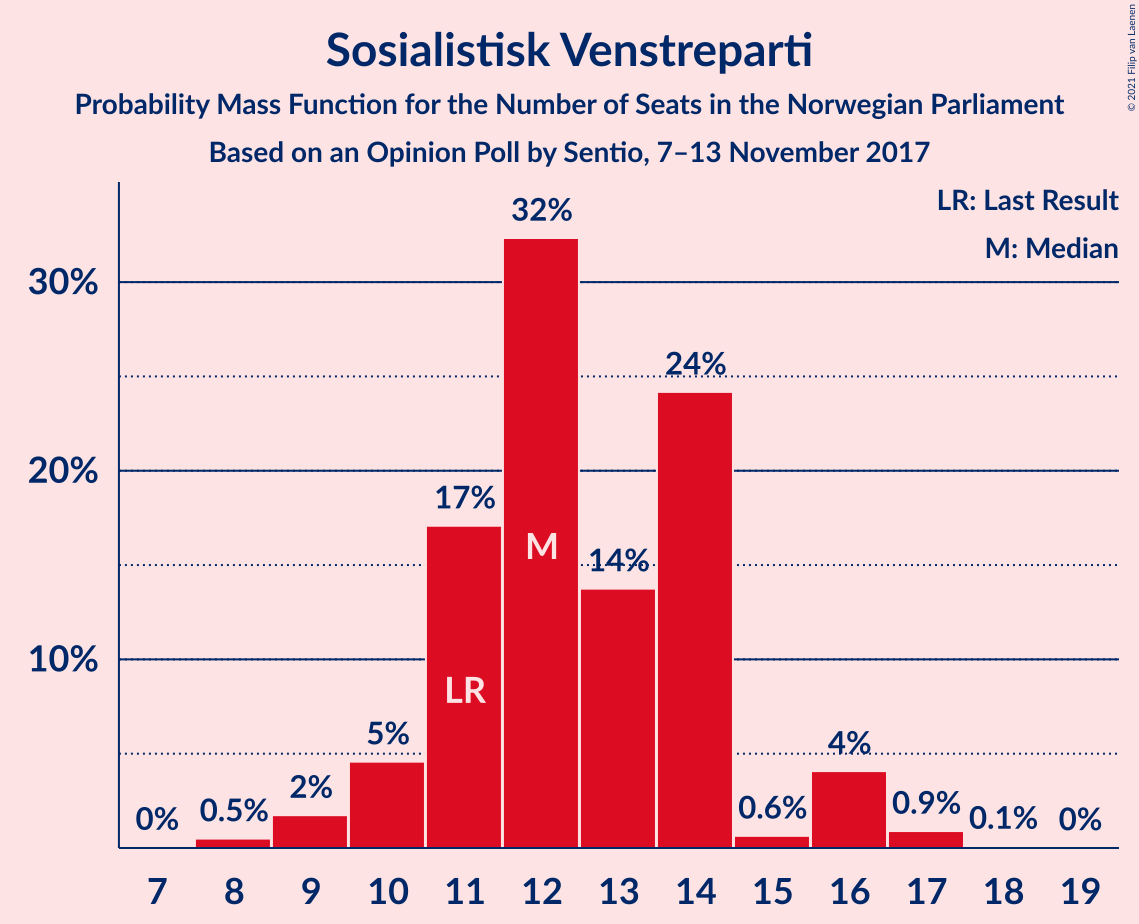 Sosialistisk Venstreparti
Probability Mass Function for the Number of Seats in the Norwegian Parliament
Based on an Opinion Poll by Sentio, 7–13 November 2017
© 2021 Filip van Laenen
LR: Last Result
M: Median
30%
20%
10%
0%
0.5%
2%
5%
17%
32%
14%
24%
0.6%
4%
0.9%
0.1%
0%
LR
M
7 8 9 10 11 12 13 14 15 16 17 18 19